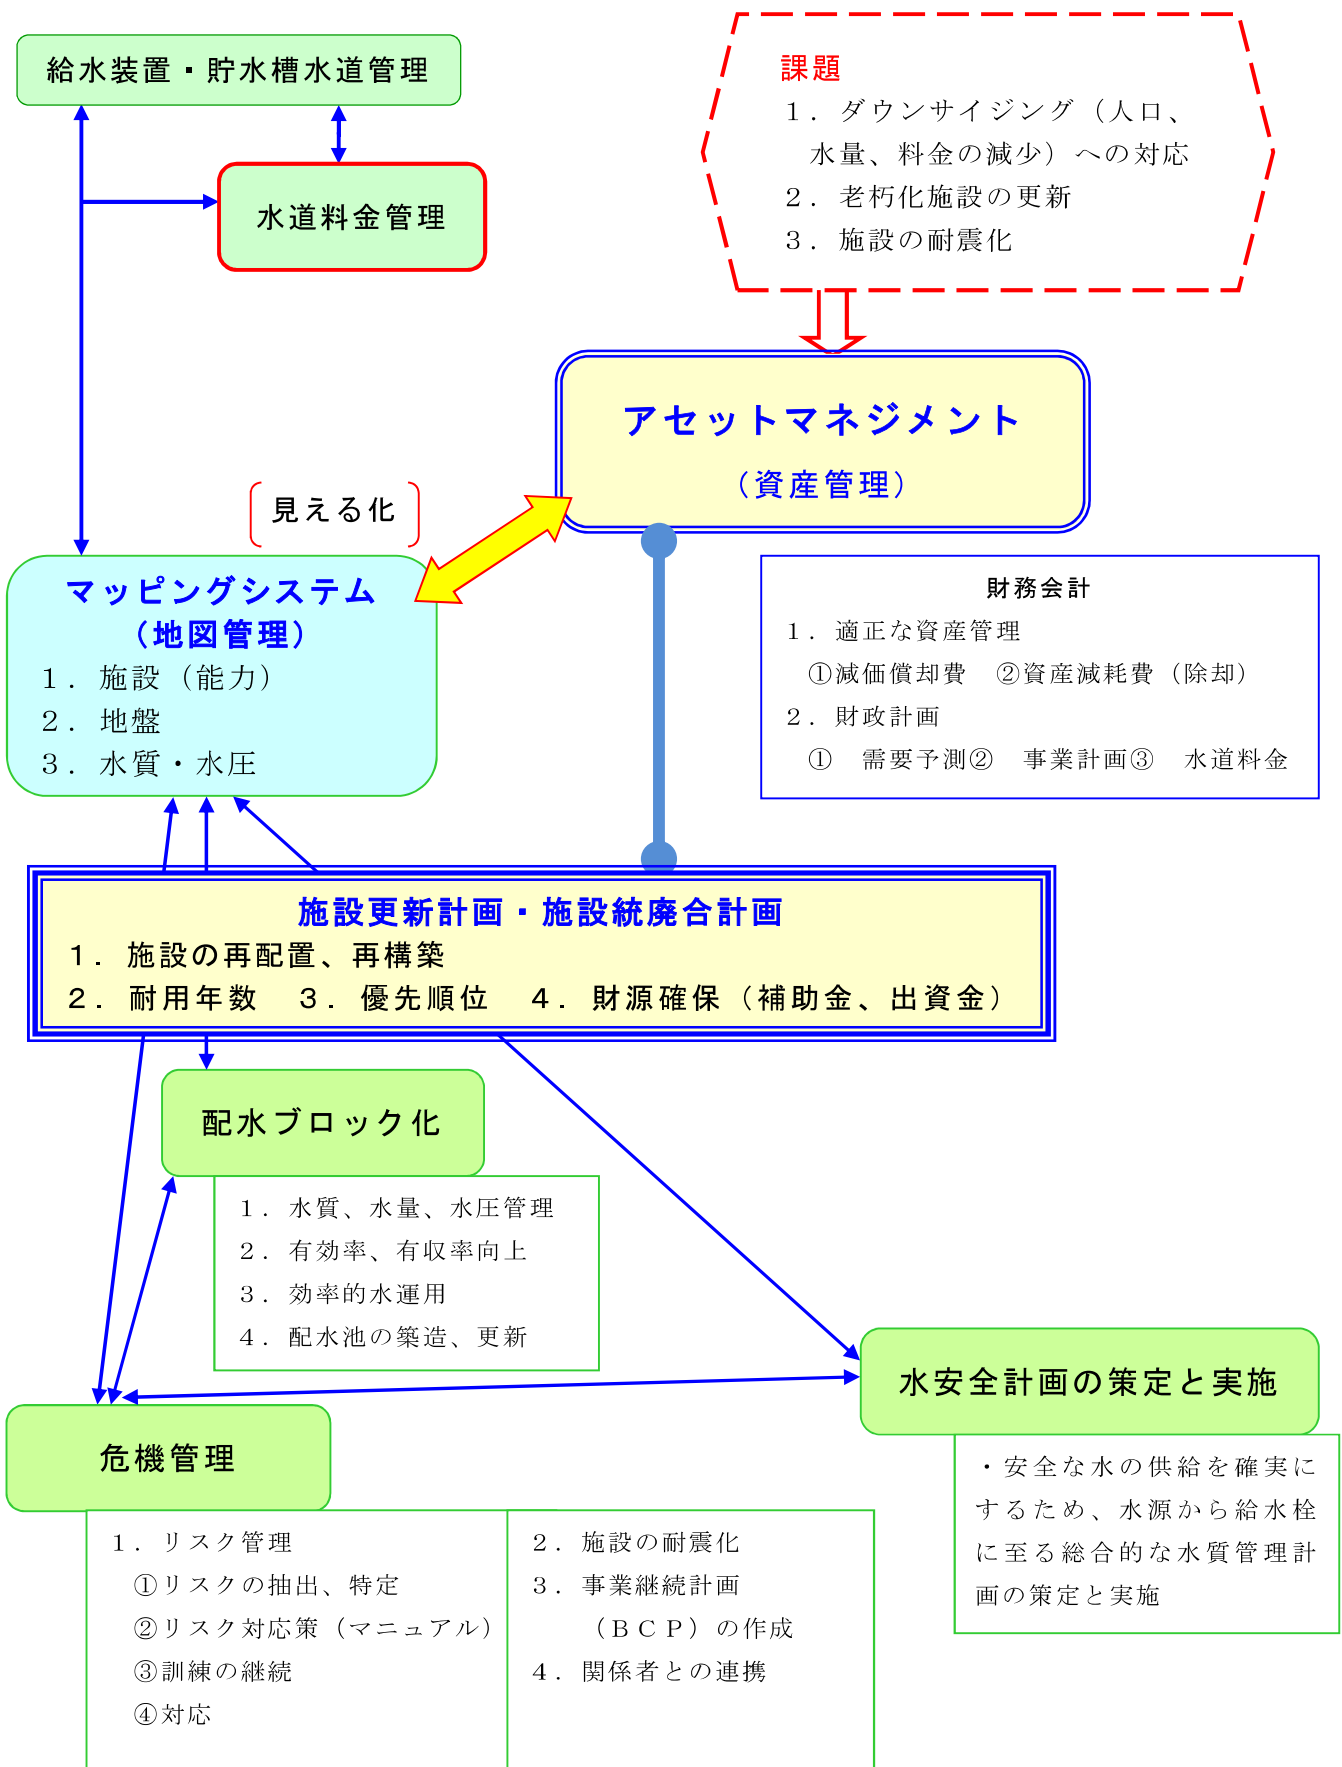 給水装置・貯水槽水道管理
水道料金管理
課題
１．ダウンサイジング（人口、
水量、料金の減少）への対応
２．老朽化施設の更新
３．施設の耐震化
アセットマネジメント
（資産管理）
見える化
マッピングシステム
（地図管理）
１．施設（能力）
２．地盤
３．水質・水圧
財務会計
１．適正な資産管理
①減価償却費　②資産減耗費（除却）
２．財政計画
①　需要予測②　事業計画③　水道料金
施設更新計画・施設統廃合計画
１．施設の再配置、再構築
２．耐用年数　３．優先順位　４．財源確保（補助金、出資金）
配水ブロック化
１．水質、水量、水圧管理
２．有効率、有収率向上
３．効率的水運用
４．配水池の築造、更新
水安全計画の策定と実施
・安全な水の供給を確実に
するため、水源から給水栓
に至る総合的な水質管理計
画の策定と実施
危機管理
１．リスク管理
①リスクの抽出、特定
②リスク対応策（マニュアル）
③訓練の継続
④対応
２．施設の耐震化
３．事業継続計画
（ＢＣＰ）の作成
４．関係者との連携